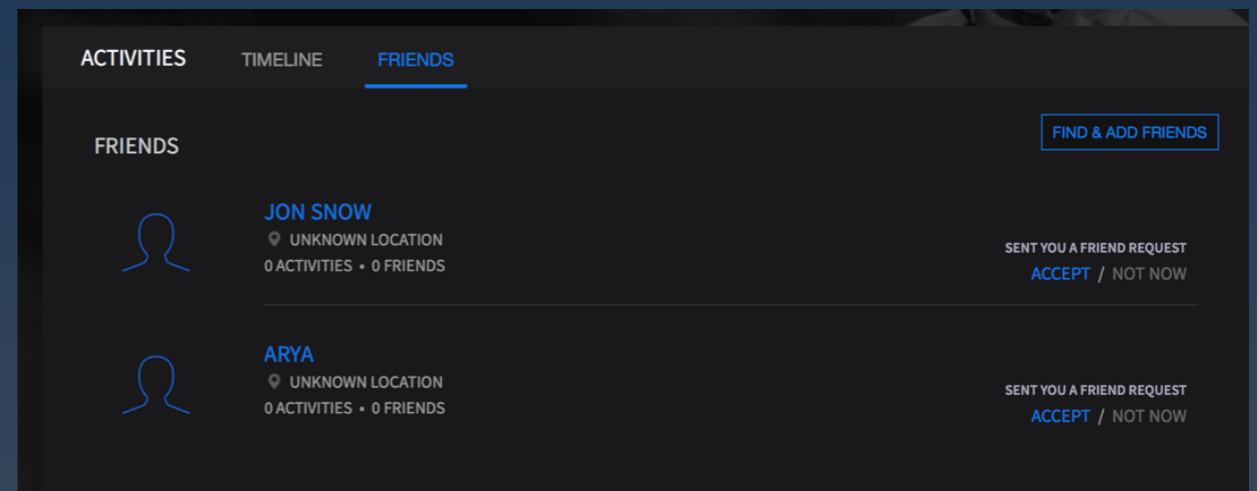 ACTIVITIES TIMELINE FRIENDS
FIND & ADD FRIENDS
FRIENDS
JON SNOW
UNKNOWN LOCATION
0 ACTIVITIES • 0 FRIENDS
SENT YOU A FRIEND REQUEST
ACCEPT / NOT NOW
ARYA
UNKNOWN LOCATION
0 ACTIVITIES • 0 FRIENDS
SENT YOU A FRIEND REQUEST
ACCEPT / NOT NOW